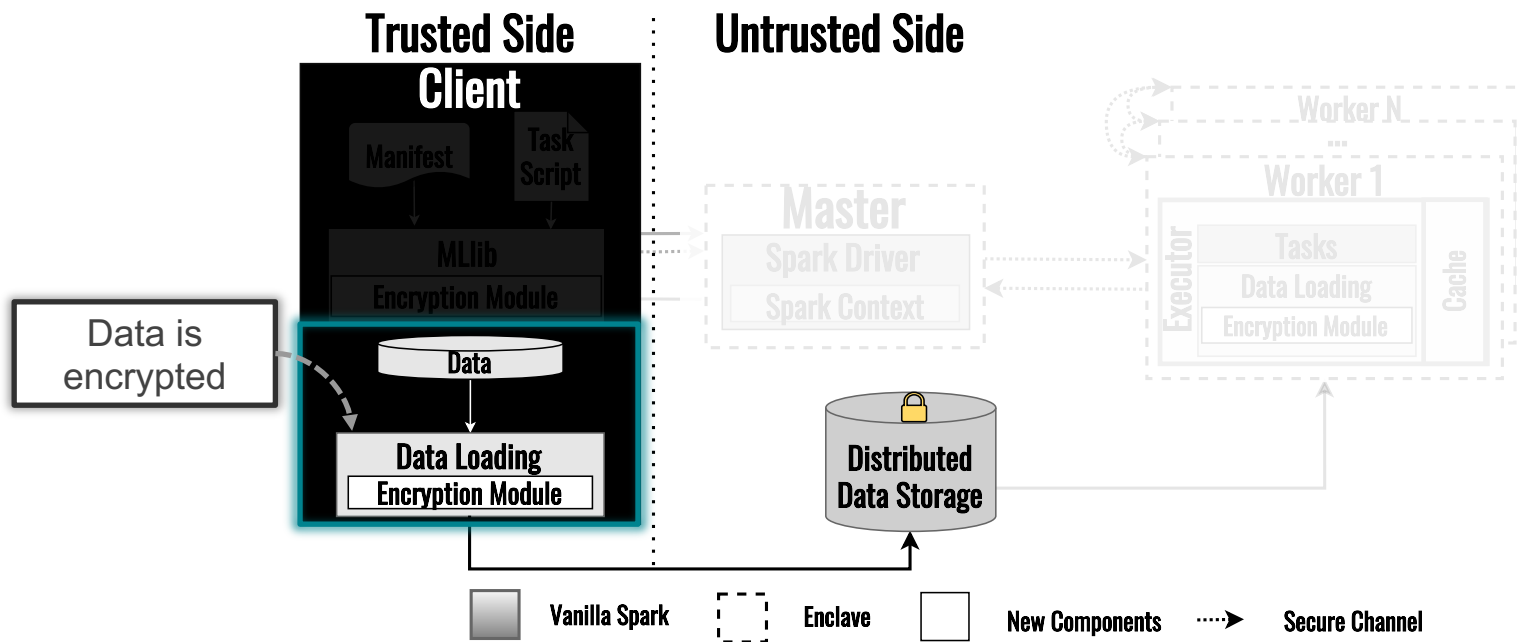 Trusted Side
Untrusted Side
Client
Manifest
Task
Script
MLlib
Encryption Module
Data is
encrypted
Data
Data Loading
Encryption Module
Master
Spark Driver
Spark Context
Worker N
...
Worker 1
Executor
Tasks
Data Loading
Encryption Module
Cache
Distributed
Data Storage
Vanilla Spark
Enclave
New Components
Secure Channel